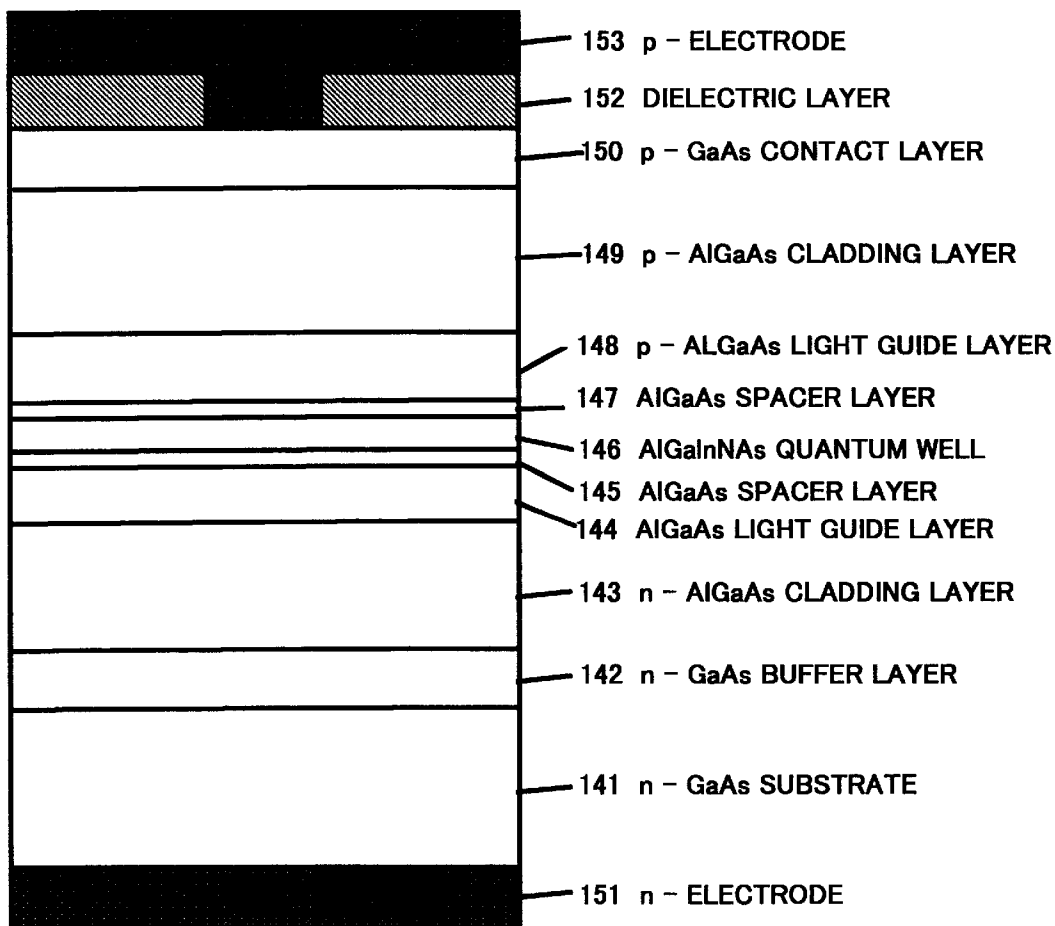 153 p - ELECTRODE
152 DIELECTRIC LAYER
150 p - GaAs CONTACT LAYER
149 p - AlGaAs CLADDING LAYER
148 p - ALGaAs LIGHT GUIDE LAYER
147 AlGaAs SPACER LAYER
146 AlGaInNAs QUANTUM WELL
145 AlGaAs SPACER LAYER
144 AlGaAs LIGHT GUIDE LAYER
143 n - AlGaAs CLADDING LAYER
142 n - GaAs BUFFER LAYER
141 n - GaAs SUBSTRATE
151 n - ELECTRODE